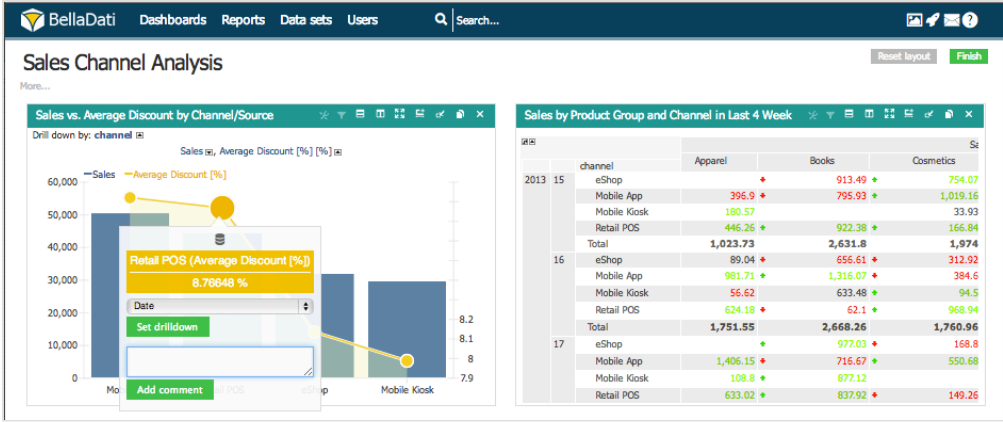 BellaDati Dashboards Reports Data sets Users Search...
Sales Channel Analysis
Reset layout Finish
More...
Sales vs. Average Discount by Channel/Source
Drill down by: channel
Sales, Average Discount [%] [%]
Sales Average Discount [%]
60,000
50,000
40,000
30,000
20,000
10,000
0
8.2
8.1
8
7.9
Retail POS (Average Discount [%])
8.76648 %
Date
Set drilldown
Add comment
Mobile Kiosk
Sales by Product Group and Channel in Last 4 Week
channel Apparel Books Cosmetics
2013 15 eShop 913.49 754.07
Mobile App 396.9 795.93 1,019.16
Mobile Kiosk 180.57 33.93
Retail POS 446.26 922.38 166.84
Total 1,023.73 2,631.8 1,974
16 eShop 89.04 656.61 312.92
Mobile App 981.71 1,316.07 384.6
Mobile Kiosk 56.62 633.48 94.5
Retail POS 624.18 62.1 968.94
Total 1,751.55 2,668.26 1,760.96
17 eShop 977.03 168.8
Mobile App 1,406.15 716.67 550.68
Mobile Kiosk 108.8 877.12
Retail POS 633.02 837.92 149.26